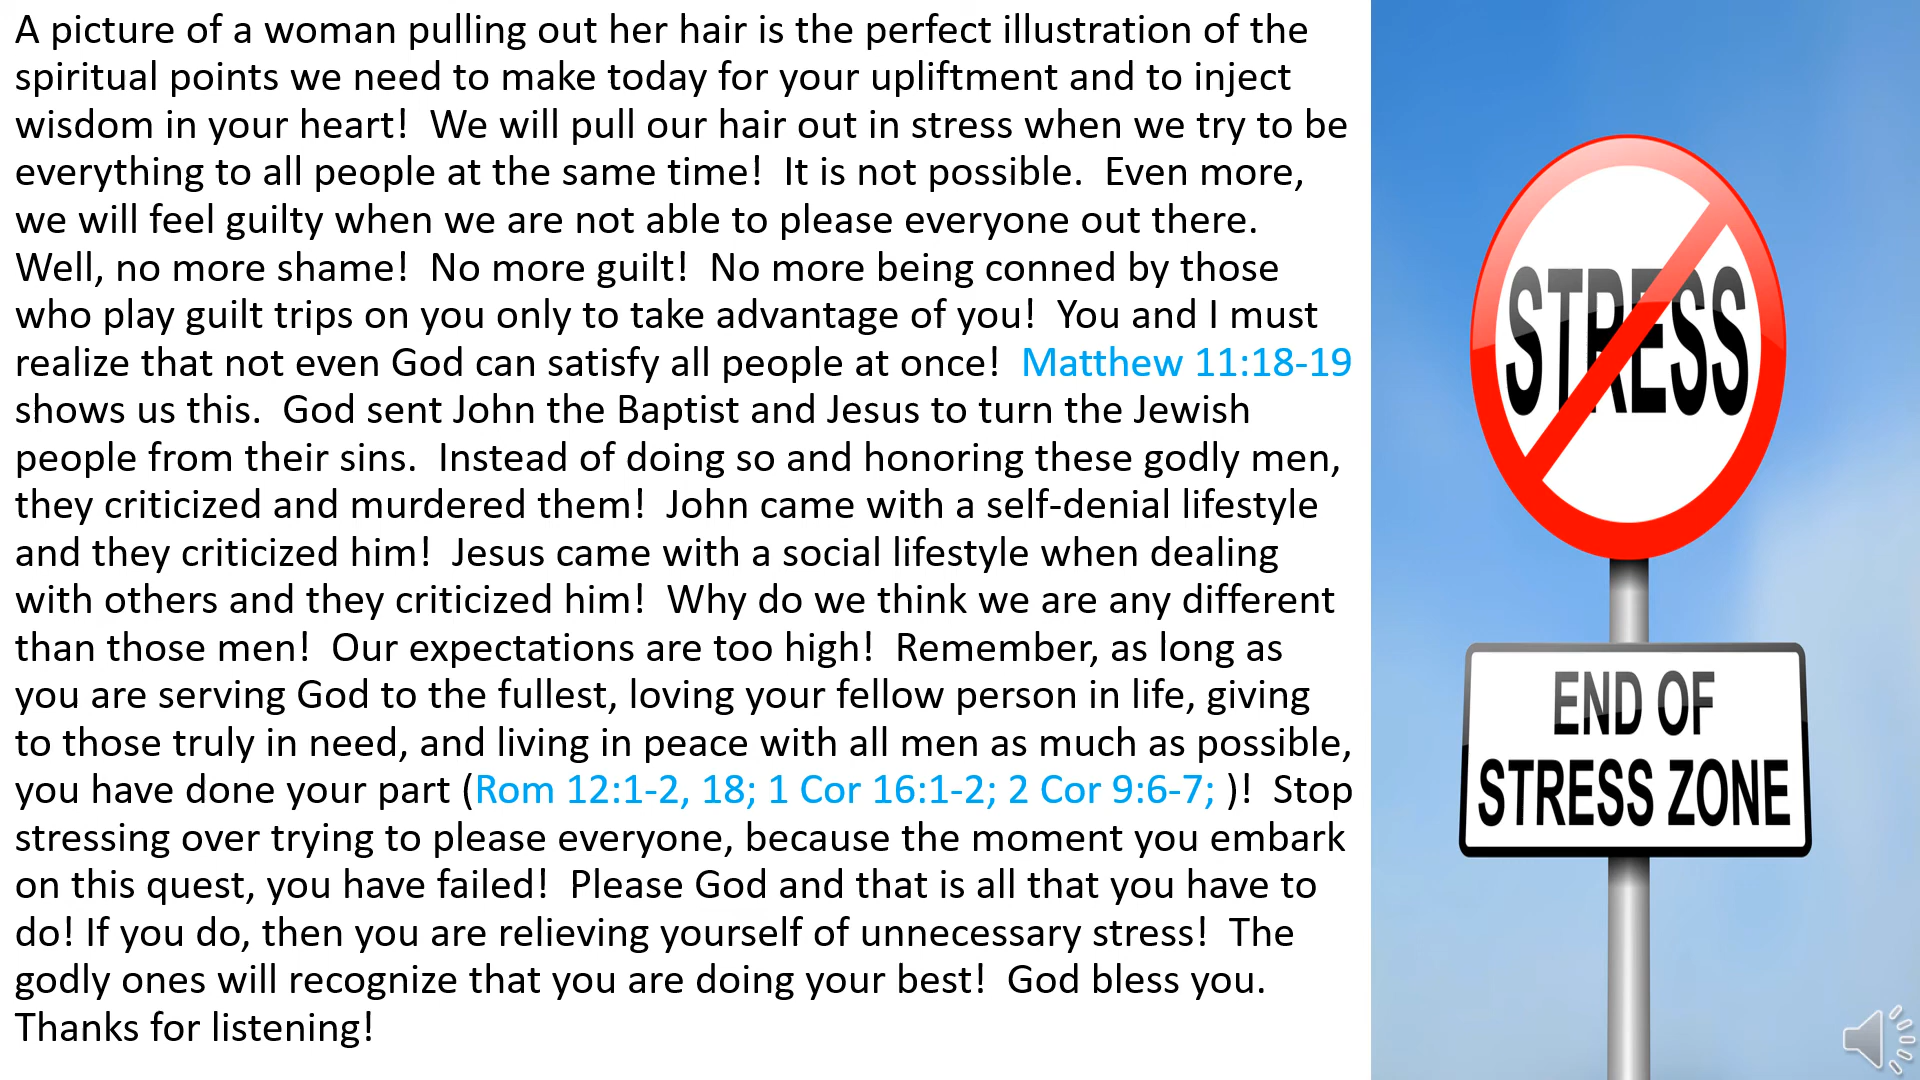 A picture of a woman pulling out her hair is the perfect illustration of the
spiritual points we need to make today for your upliftment and to inject
wisdom in your heart!  We will pull our hair out in stress when we try to be
everything to all people at the same time!  It is not possible.  Even more,
we will feel guilty when we are not able to please everyone out there.
Well, no more shame!  No more guilt!  No more being conned by those
who play guilt trips on you only to take advantage of you!  You and I must
realize that not even God can satisfy all people at once!  Matthew 11:18-19
shows us this.  God sent John the Baptist and Jesus to turn the Jewish
people from their sins.  Instead of doing so and honoring these godly men,
they criticized and murdered them!  John came with a self-denial lifestyle
and they criticized him!  Jesus came with a social lifestyle when dealing
with others and they criticized him!  Why do we think we are any different
than those men!  Our expectations are too high!  Remember, as long as
you are serving God to the fullest, loving your fellow person in life, giving
to those truly in need, and living in peace with all men as much as possible,
you have done your part (Rom 12:1-2, 18; 1 Cor 16:1-2; 2 Cor 9:6-7; )!  Stop
stressing over trying to please everyone, because the moment you embark
on this quest, you have failed!  Please God and that is all that you have to
do! If you do, then you are relieving yourself of unnecessary stress!  The
godly ones will recognize that you are doing your best!  God bless you.
Thanks for listening!
STRESS
END OF
STRESS ZONE